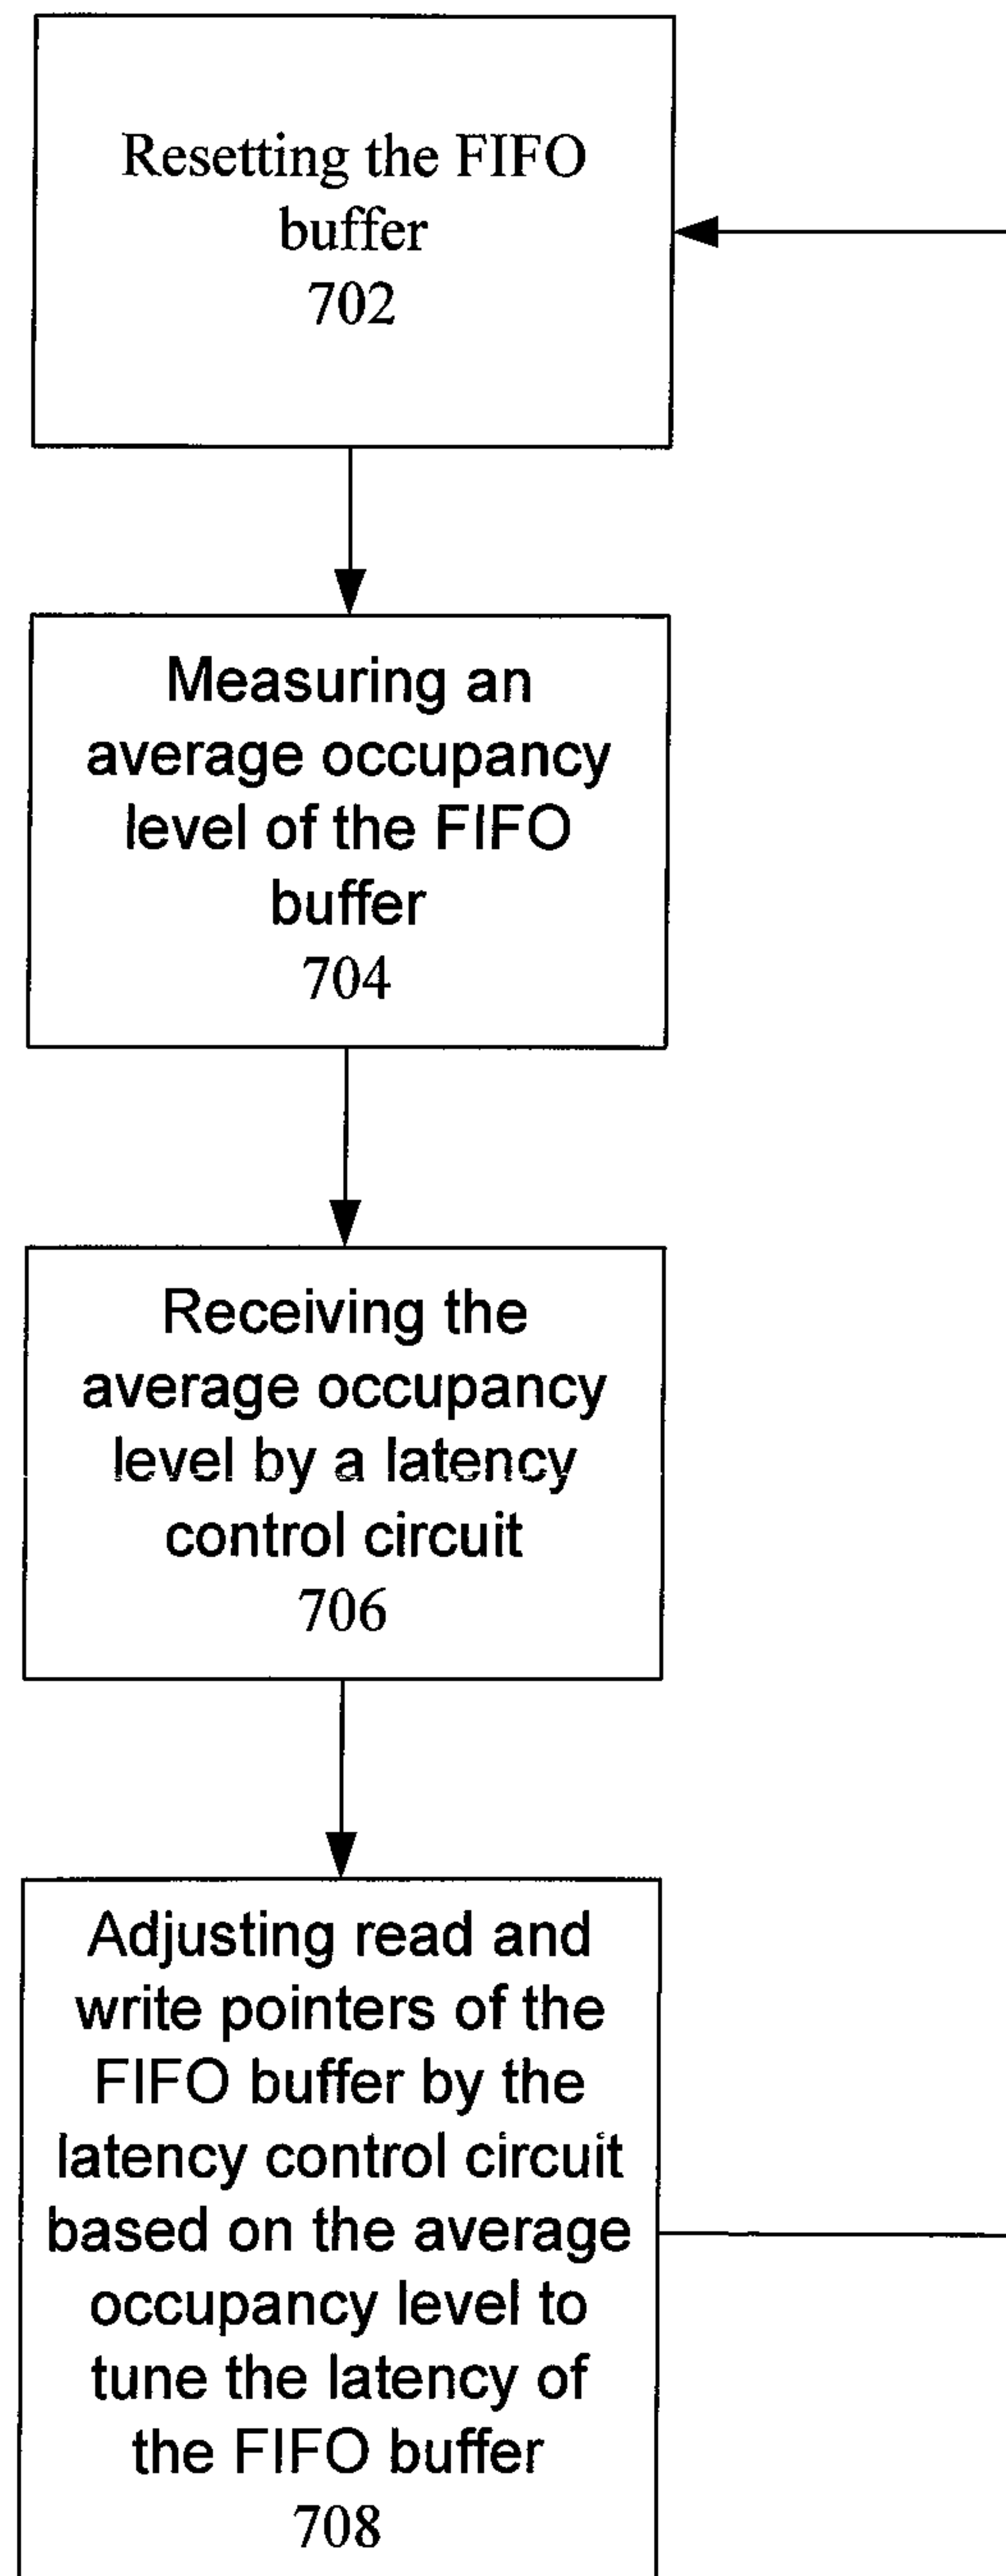 Resetting the FIFO
buffer
702
Measuring an
average occupancy
level of the FIFO
buffer
704
Receiving the
average occupancy
level by a latency
control circuit
706
Adjusting read and
write pointers of the
FIFO buffer by the
latency control circuit
based on the average
occupancy level to
tune the latency of
the FIFO buffer
708